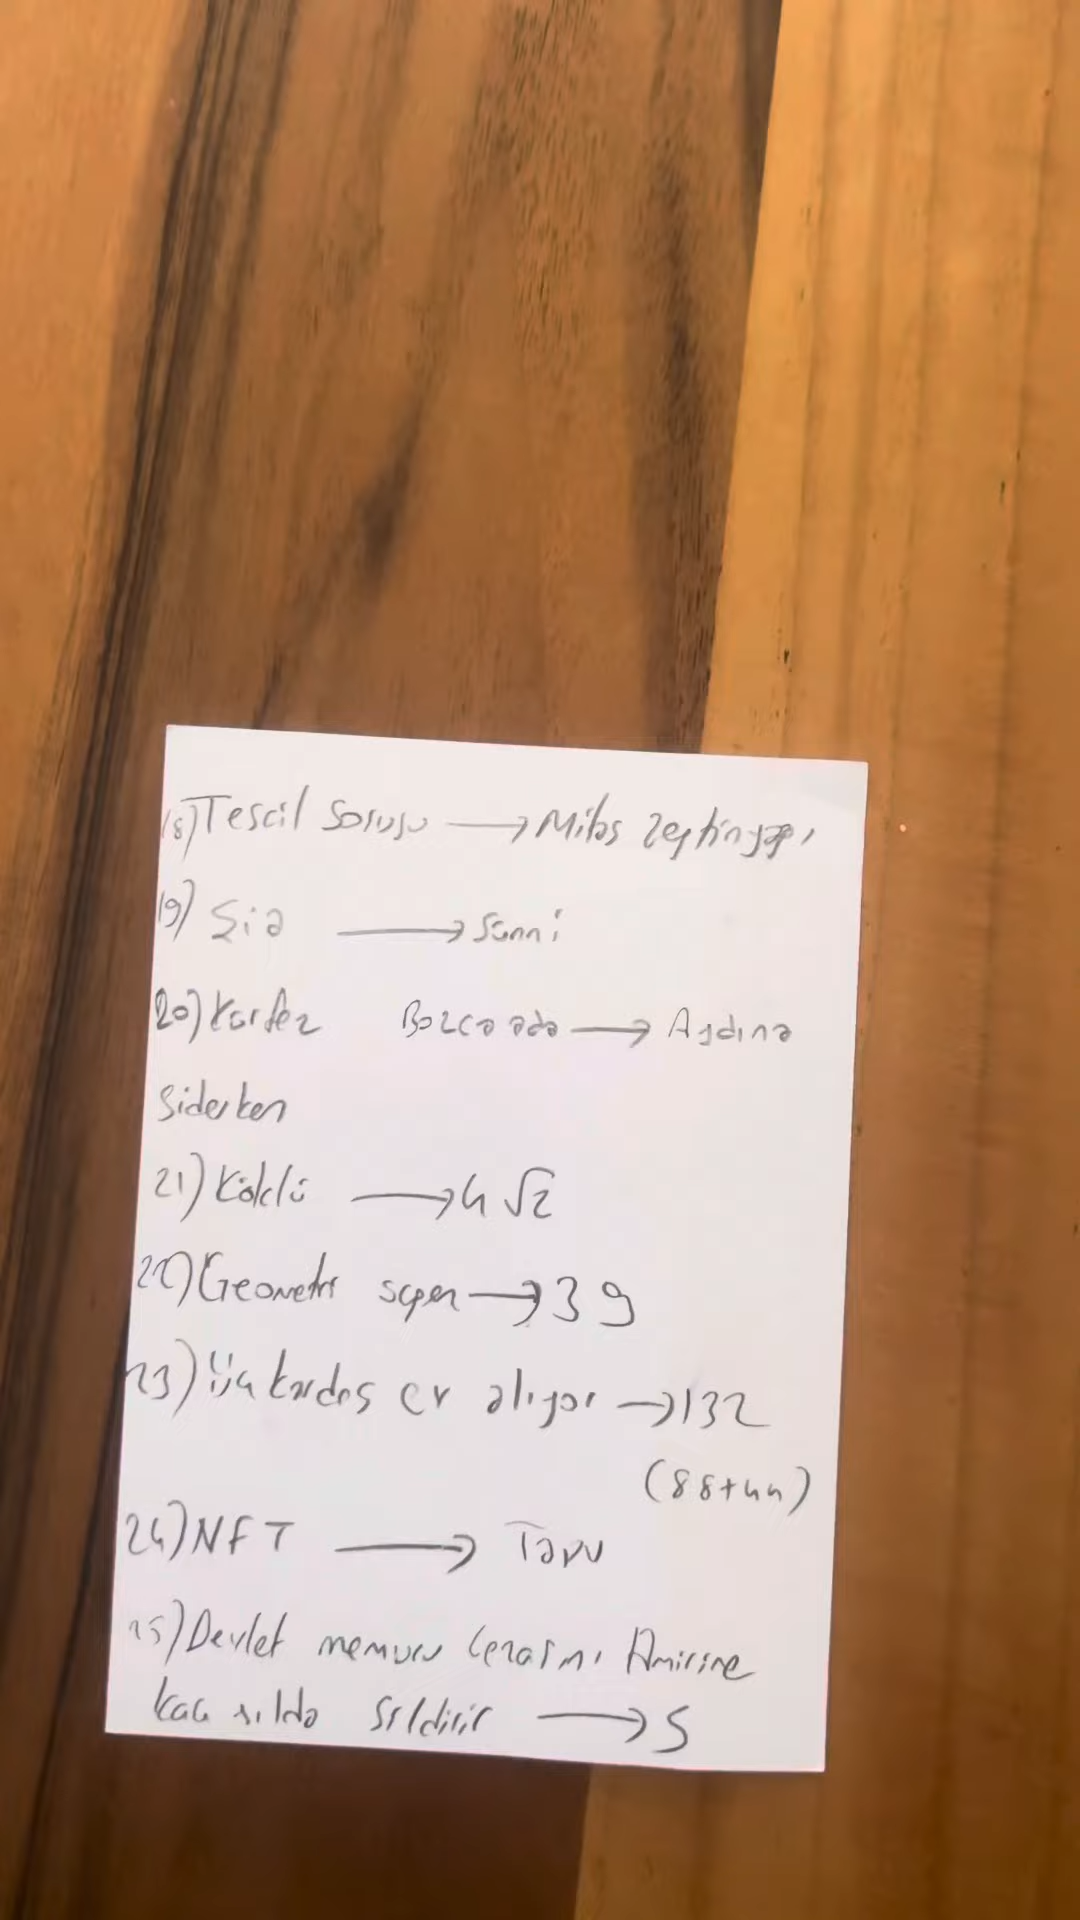 18) Tescil Sorusu → Milas Zeytinyağı
19) Şia → Sünni
20) Körfez Bozcaada → Aydına
Giderken
21) Köklü → 4√2
22) Geometri süper → 39
23) Üç kardeş ev alıyor → 132
(88+44)
24) NFT → Tapu
25) Devlet memuru Cezasını Amirine
kaç yılda sildirir → 5